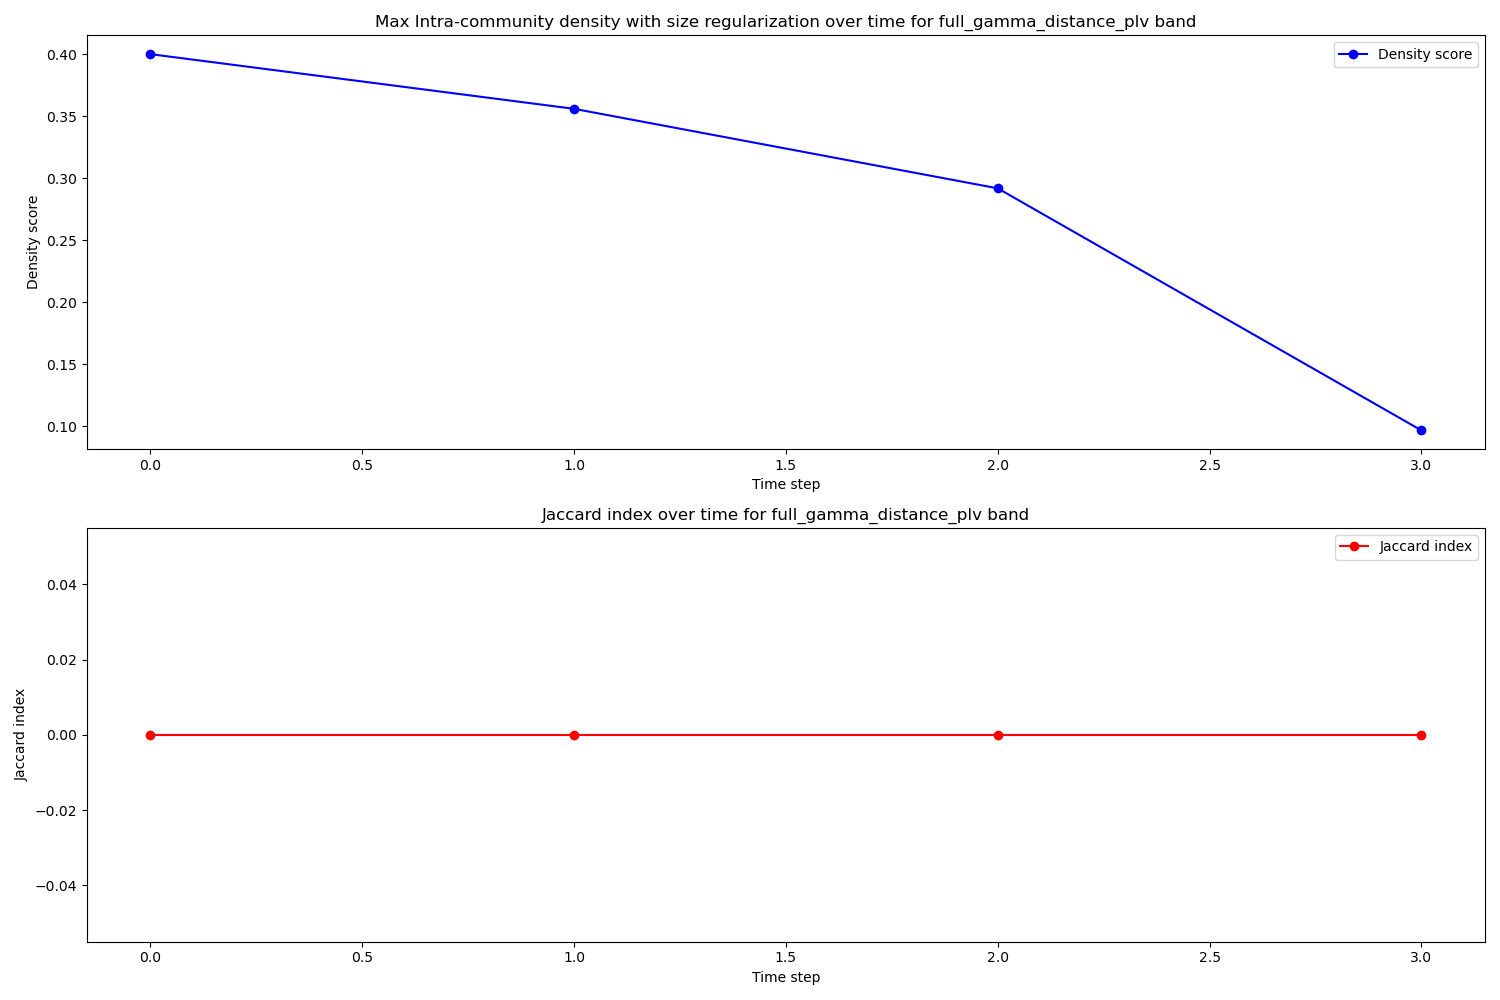 Max Intra-community density with size regularization over time for full_gamma_distance_plv band
Density score
0.40
0.35
0.30
0.25
0.20
0.15
0.10
Density score
0.0 0.5 1.0 1.5 2.0 2.5 3.0
Time step
Jaccard index over time for full_gamma_distance_plv band
Jaccard index
0.04
0.02
0.00
−0.02
−0.04
Jaccard index
0.0 0.5 1.0 1.5 2.0 2.5 3.0
Time step